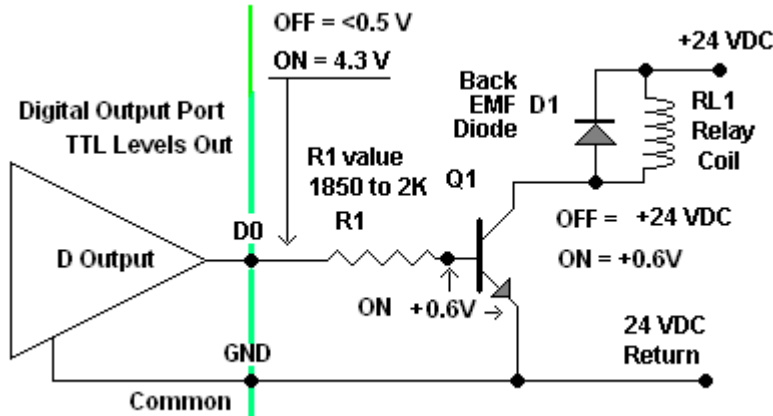 OFF = <0.5 V
ON = 4.3 V
+24 VDC
Back
EMF D1
Diode
RL1
Relay
Coil
Digital Output Port
TTL Levels Out
R1 value
1850 to 2K
R1
Q1
D0
D Output
OFF = +24 VDC
ON = +0.6V
ON +0.6V
24 VDC
Return
GND
Common